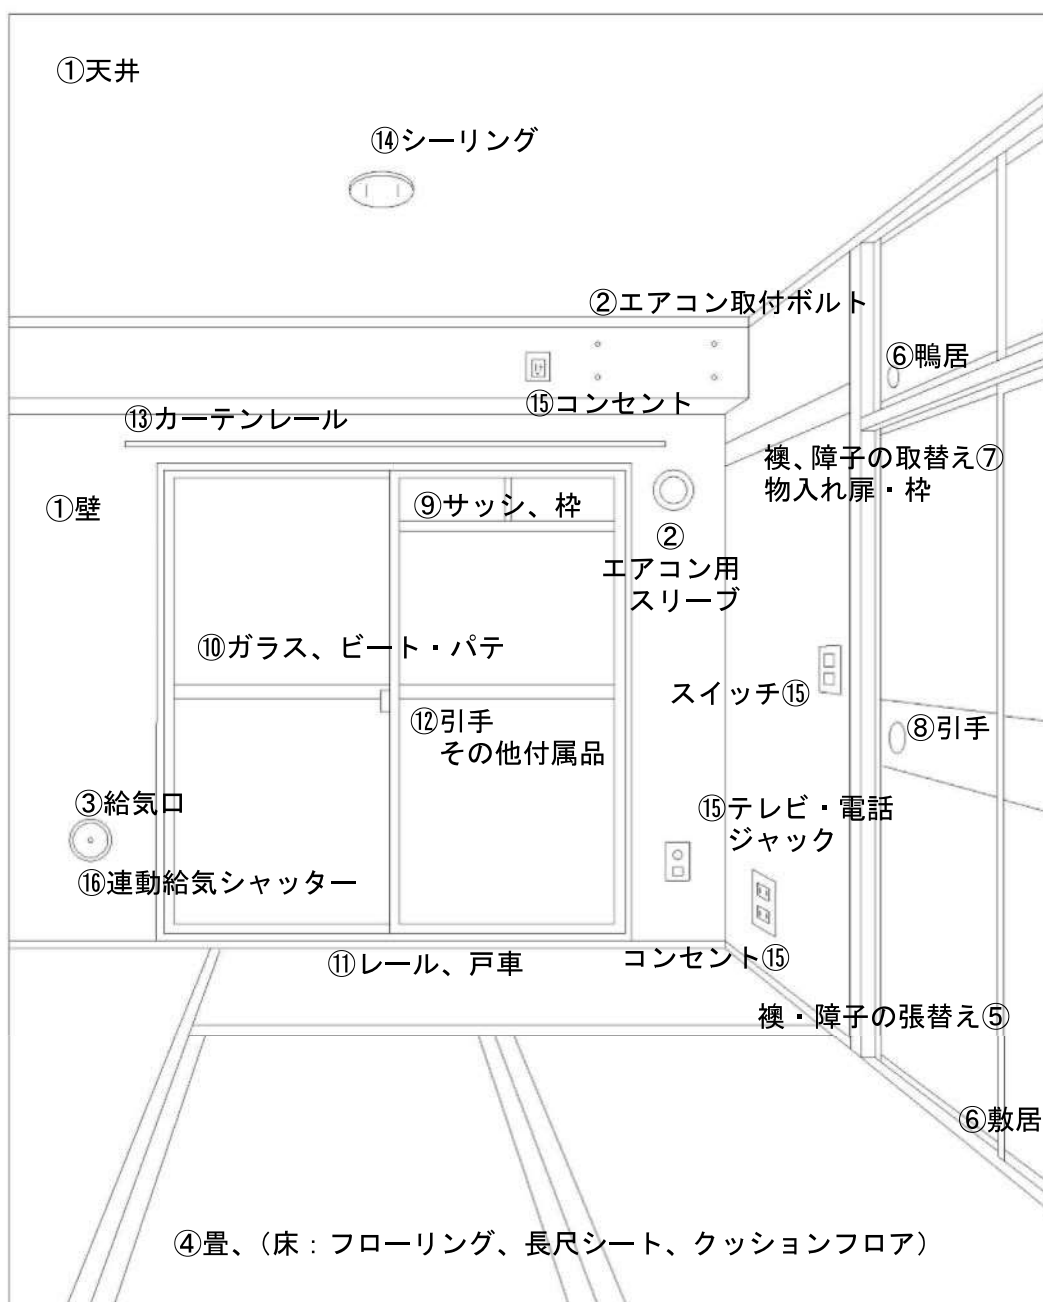 ①天井
⑭シーリング
②エアコン取付ボルト
⑥鴨居
⑮コンセント
⑬カーテンレール
襖、障子の取替え⑦
物入れ扉・枠
①壁
⑨サッシ、枠
②
エアコン用
スリーブ
⑩ガラス、ビート・パテ
スイッチ⑮
⑫引手
その他付属品
⑧引手
③給気口
⑮テレビ・電話
ジャック
⑯連動給気シャッター
⑪レール、戸車
コンセント⑮
襖・障子の張替え⑤
⑥敷居
④畳、（床：フローリング、長尺シート、クッションフロア）